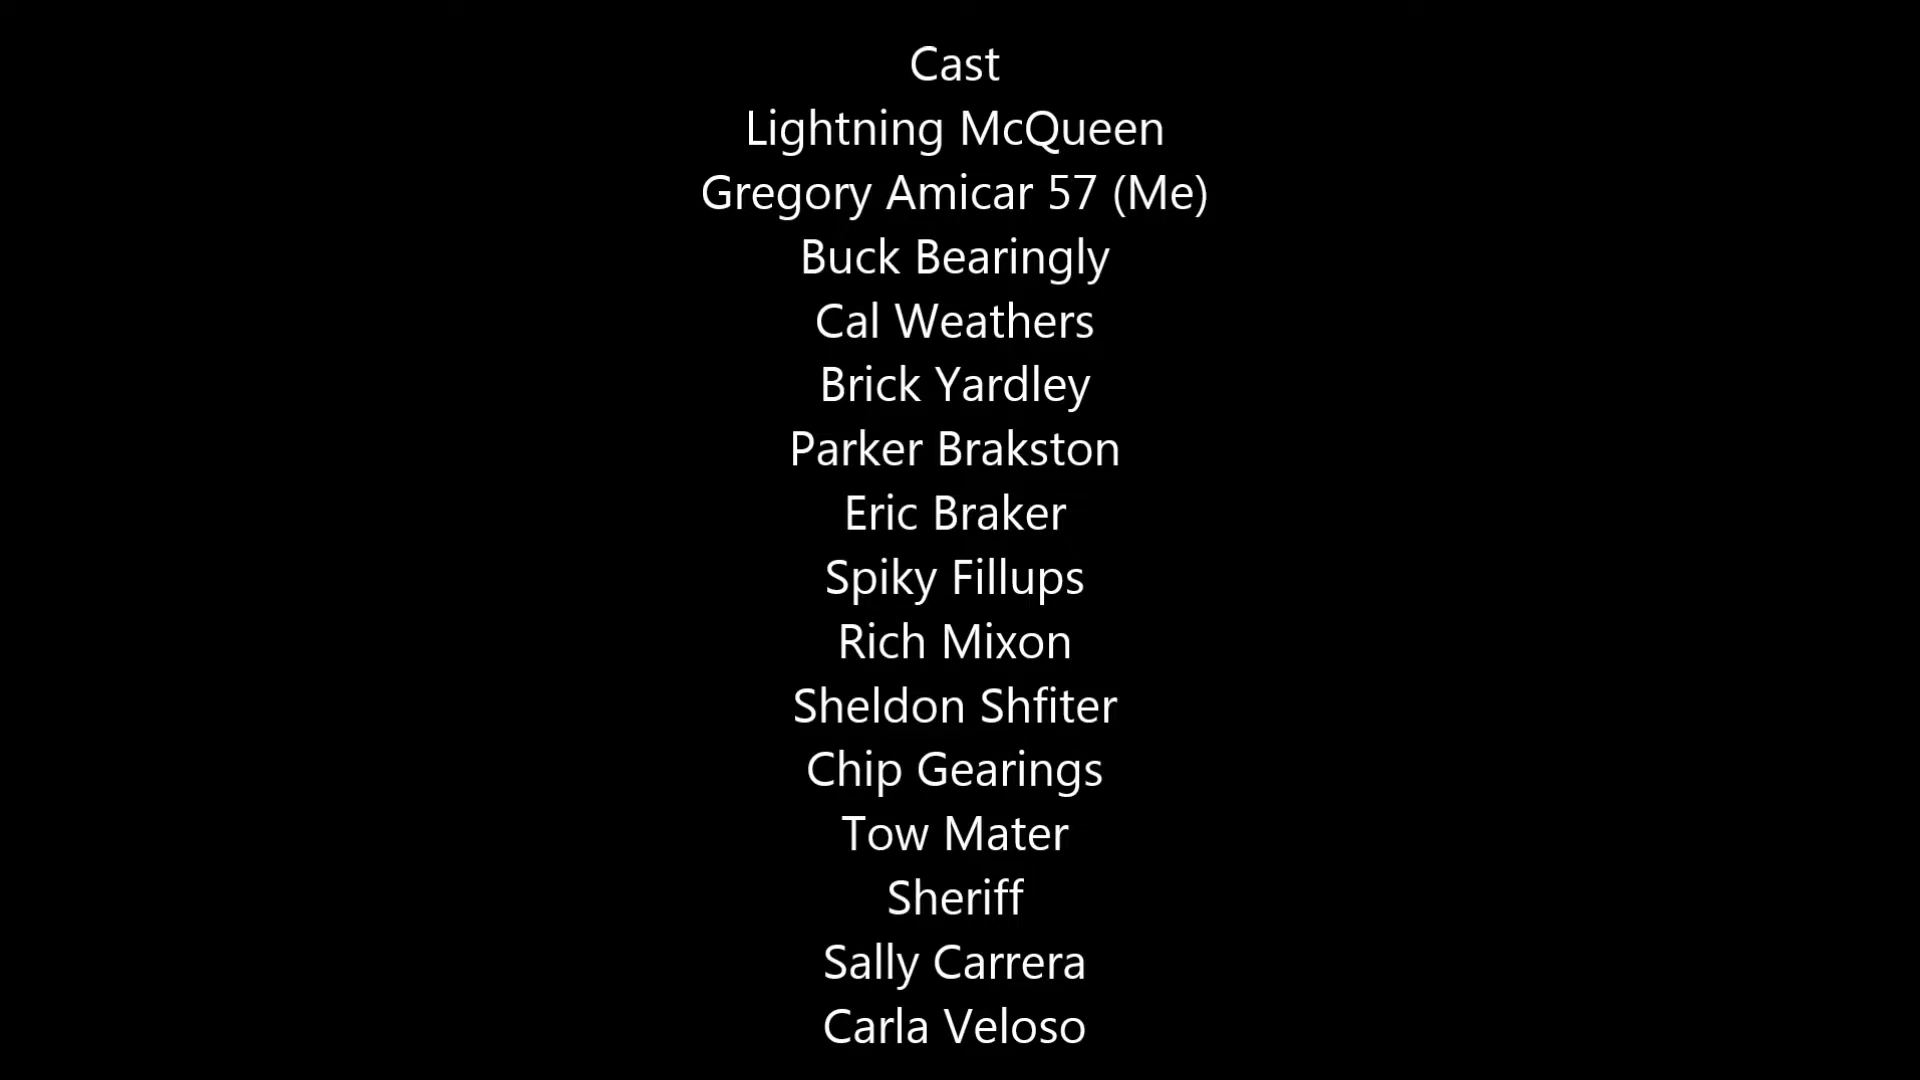 Cast
Lightning McQueen
Gregory Amicar 57 (Me)
Buck Bearingly
Cal Weathers
Brick Yardley
Parker Brakston
Eric Braker
Spiky Fillups
Rich Mixon
Sheldon Shfiter
Chip Gearings
Tow Mater
Sheriff
Sally Carrera
Carla Veloso